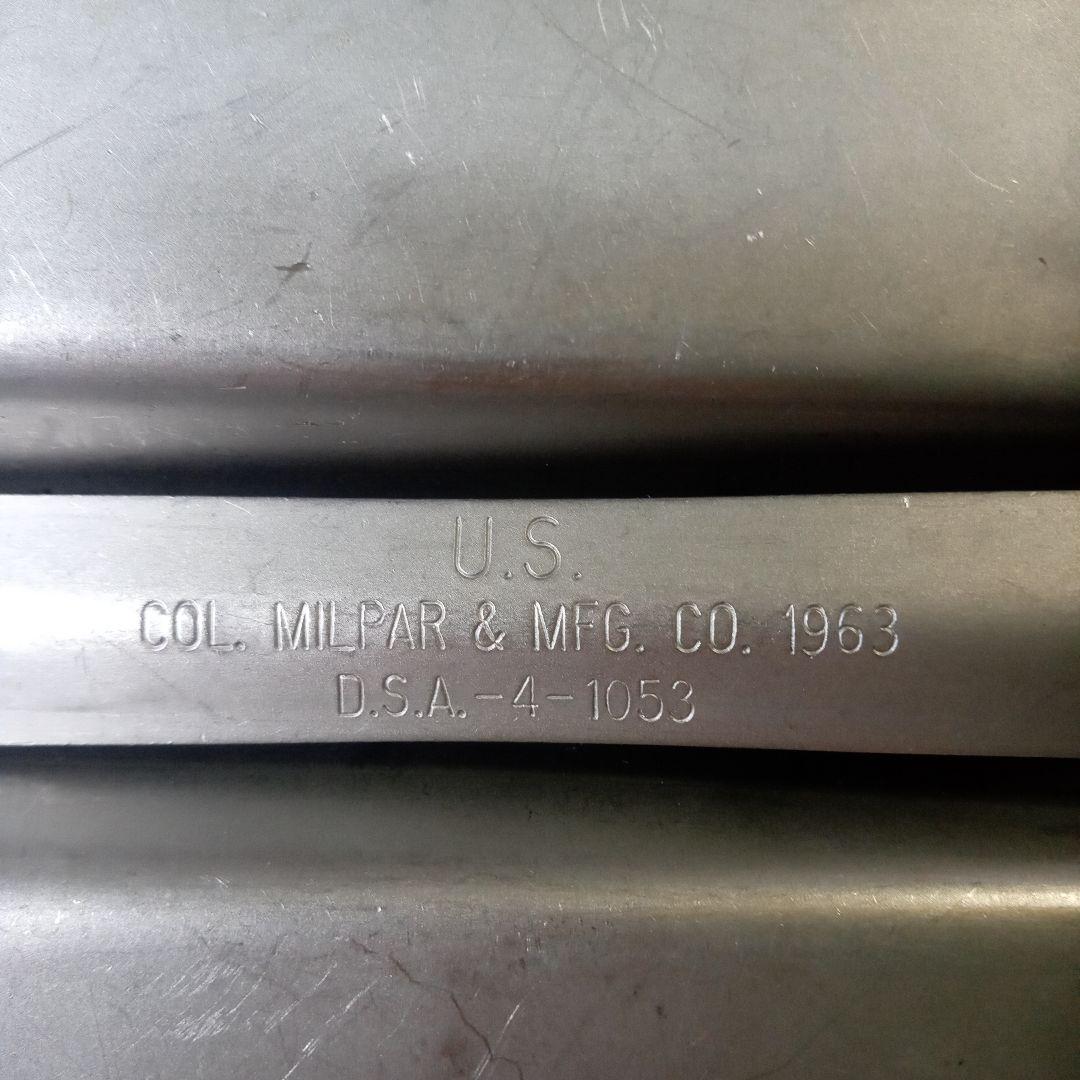 U.S.
COL. MILPAR & MFG. CO. 1963
D.S.A.-4-1053